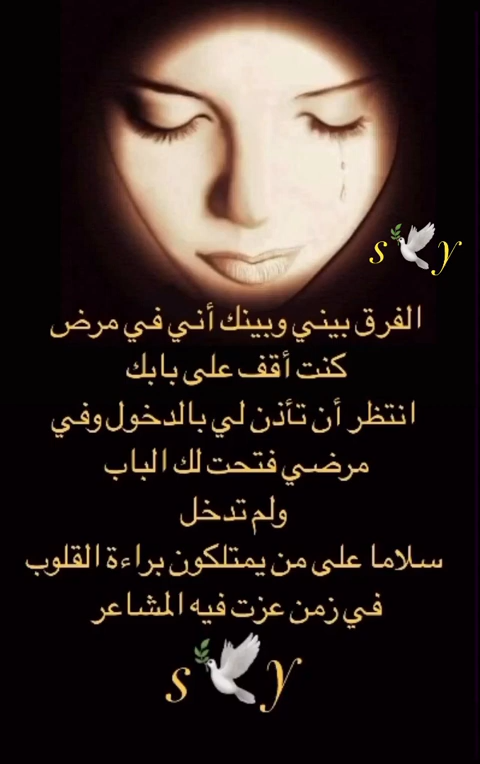 s y
الفرق بيني وبينك أني في مرض
كنت أقف على بابك
انتظر أن تأذن لي بالدخول وفي
مرضي فتحت لك الباب
ولم تدخل
سلاما على من يمتلكون براءة القلوب
في زمن عزت فيه المشاعر
s y